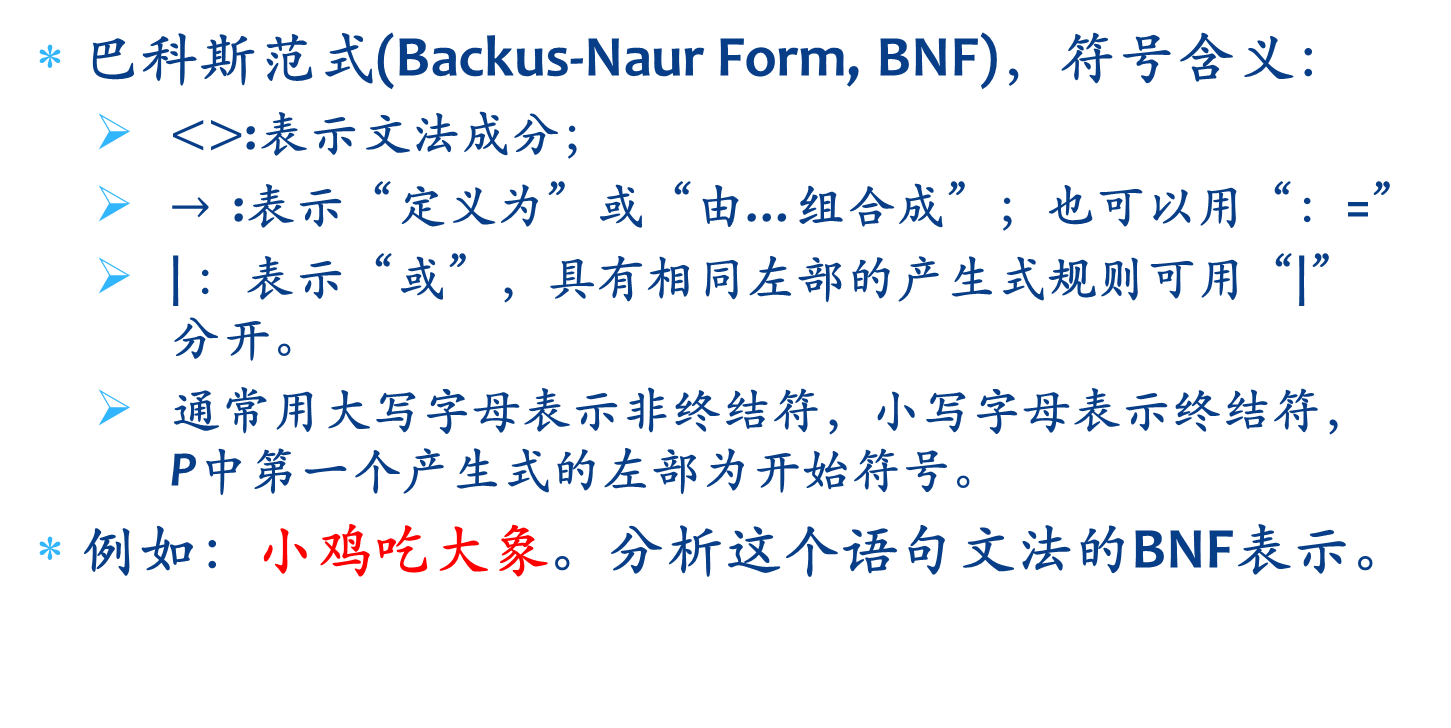 * 巴科斯范式(Backus-Naur Form, BNF)，符号含义：
➢ <>:表示文法成分；
➢ → :表示“定义为”或“由…组合成”；也可以用“：=”
➢ |：表示“或”，具有相同左部的产生式规则可用“|”
分开。
➢ 通常用大写字母表示非终结符，小写字母表示终结符，
P中第一个产生式的左部为开始符号。
* 例如：小鸡吃大象。分析这个语句文法的BNF表示。